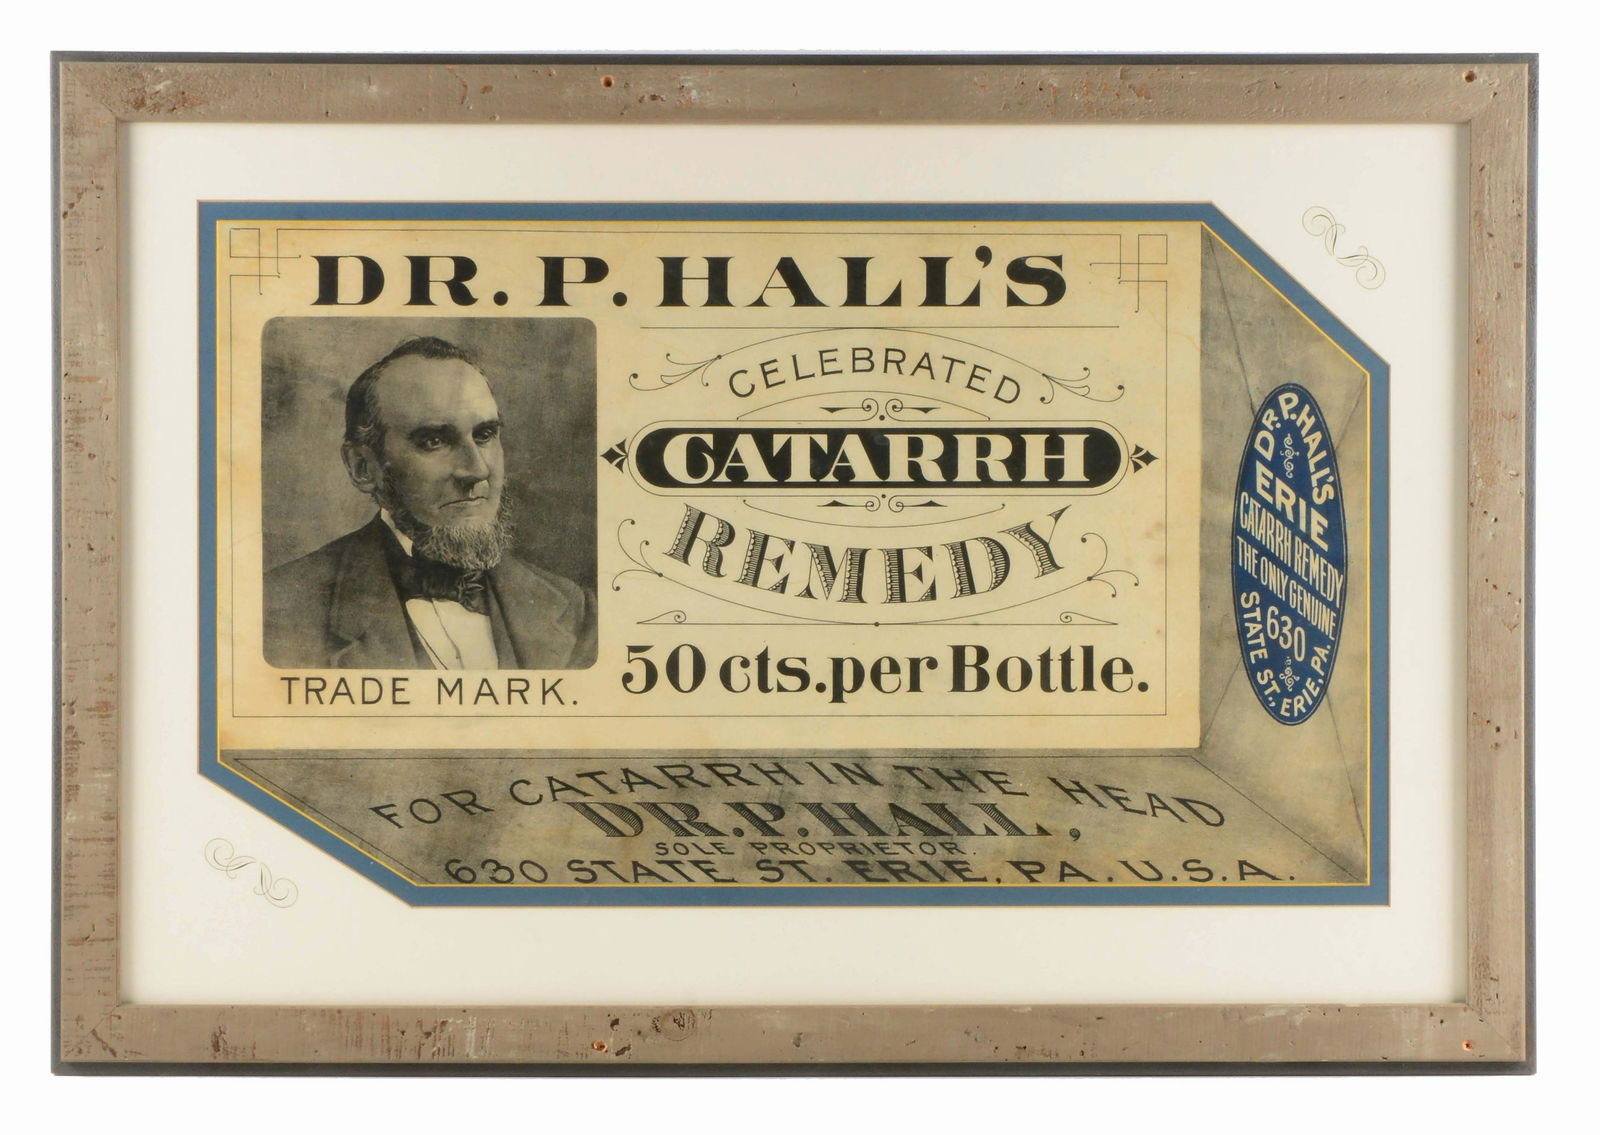 DR. P. HALL'S
CELEBRATED
CATARRH
REMEDY
50 cts. per Bottle.
TRADE MARK.
DR. P. HALL'S
ERIE
CATARRH REMEDY
THE ONLY GENUINE
630
STATE ST., ERIE, PA.
FOR CATARRH IN THE HEAD
DR. P. HALL,
SOLE PROPRIETOR.
630 STATE ST. ERIE, PA. U.S.A.